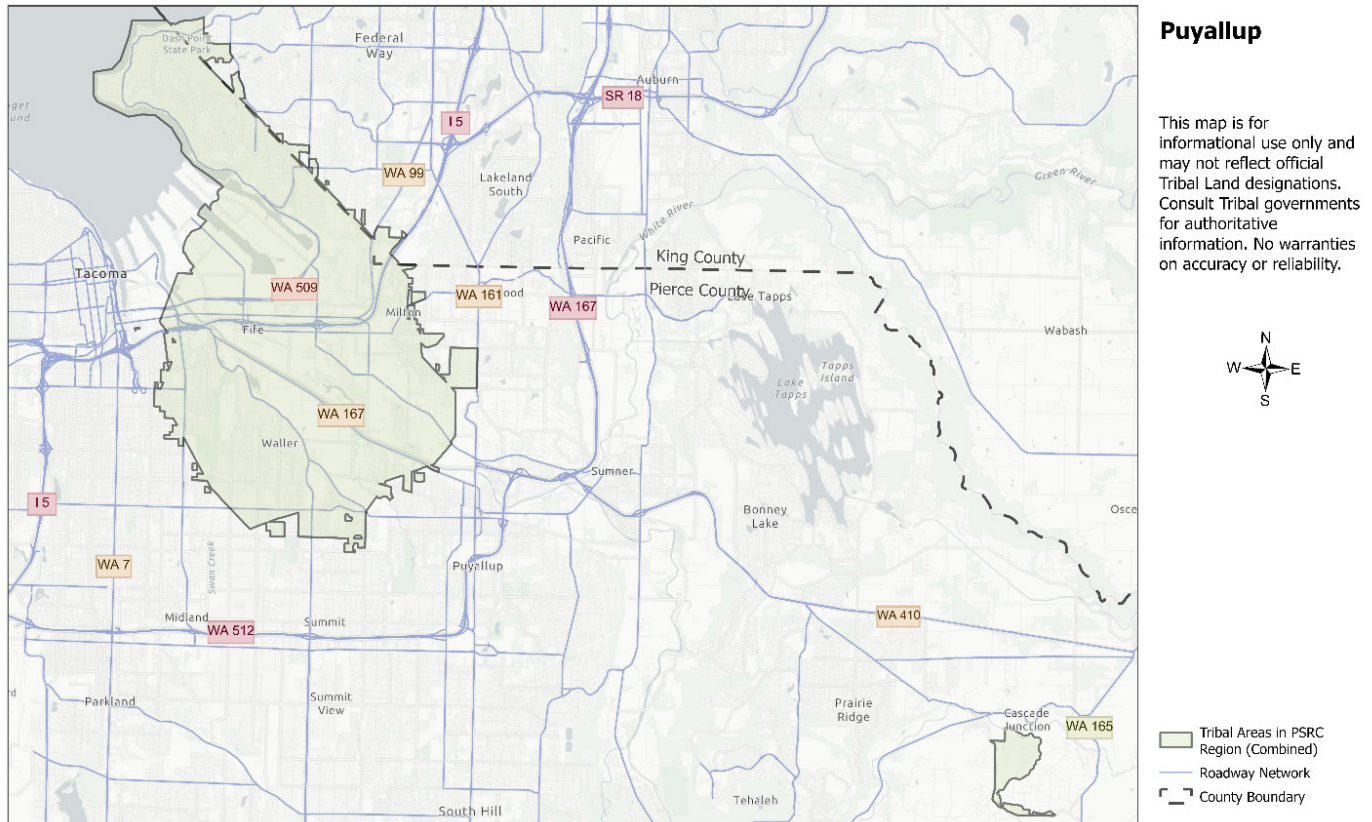 Puyallup
This map is for
informational use only and
may not reflect official
Tribal Land designations.
Consult Tribal governments
for authoritative
information. No warranties
on accuracy or reliability.
N
W E
S
Tribal Areas in PSRC
Region (Combined)
Roadway Network
County Boundary
Dash Point
State Park
Federal
Way
Auburn
SR 18
I 5
WA 99
Lakeland
South
Green River
White River
Pacific
King County
Pierce County
Lake Tapps
Tacoma
WA 509
WA 161
WA 167
Milton
Fife
Wabash
Tapps
Island
Lake
Tapps
WA 167
Waller
Sumner
I 5
Bonney
Lake
WA 7
Swan Creek
Puyallup
Midland
WA 512
Summit
WA 410
Parkland
Summit
View
Prairie
Ridge
Cascade
Junction
WA 165
South Hill
Tehaleh